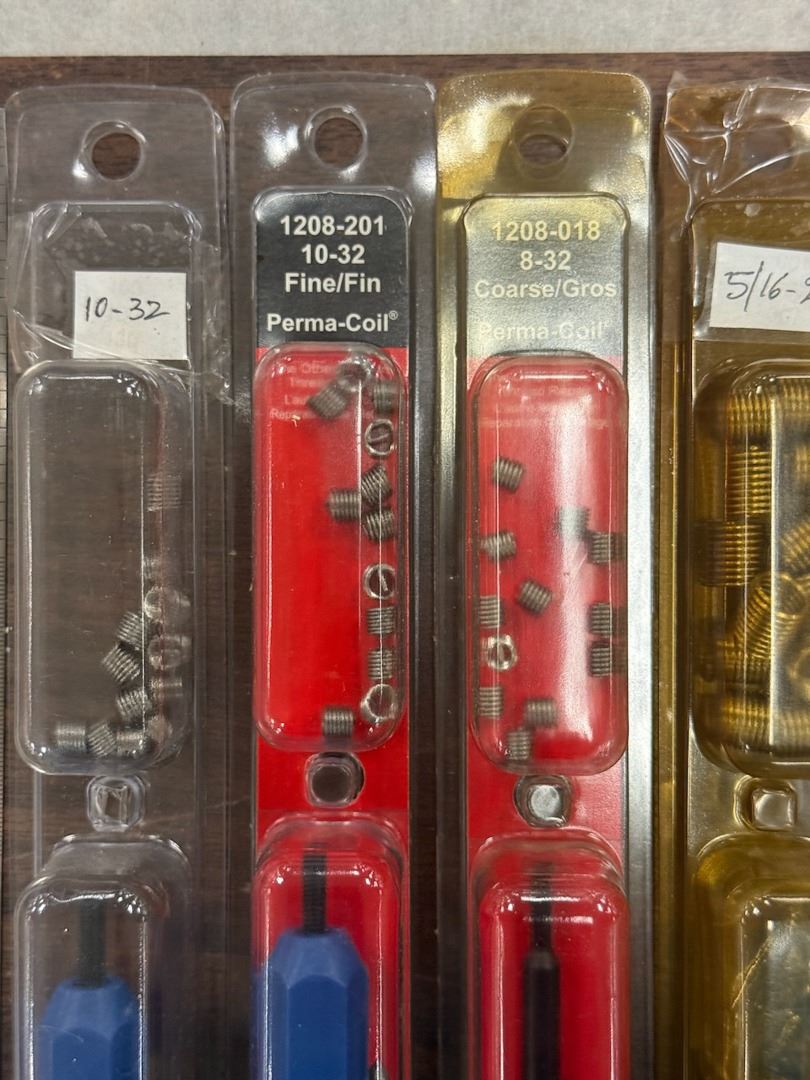 10-32
1208-201
10-32
Fine/Fin
Perma-Coil®
1208-018
8-32
Coarse/Gros
Perma-Coil®
5/16-